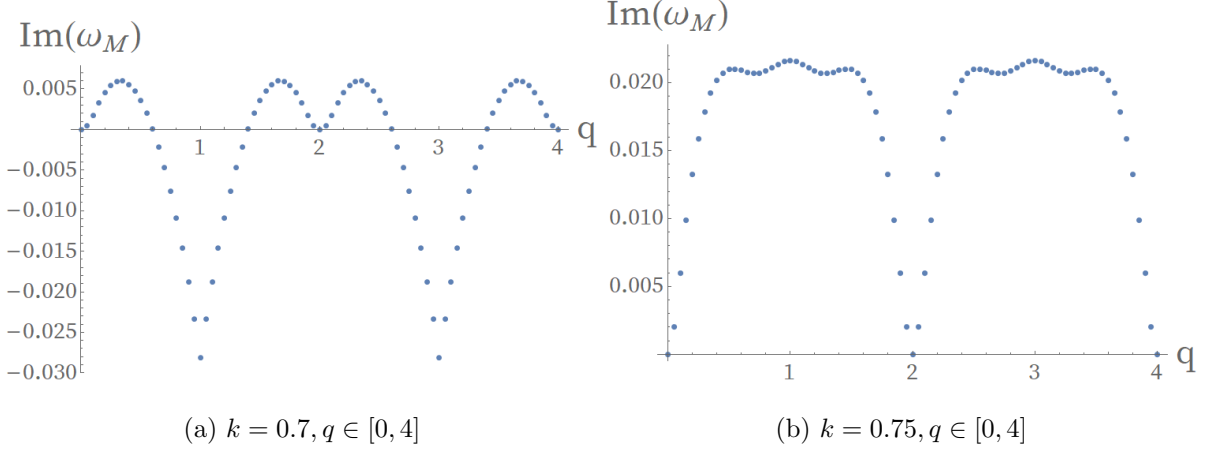 Im(ω_M)
0.005
−0.005
−0.010
−0.015
−0.020
−0.025
−0.030
1 2 3 4 q
(a) k = 0.7, q ∈ [0, 4]
Im(ω_M)
0.020
0.015
0.010
0.005
1 2 3 4 q
(b) k = 0.75, q ∈ [0, 4]